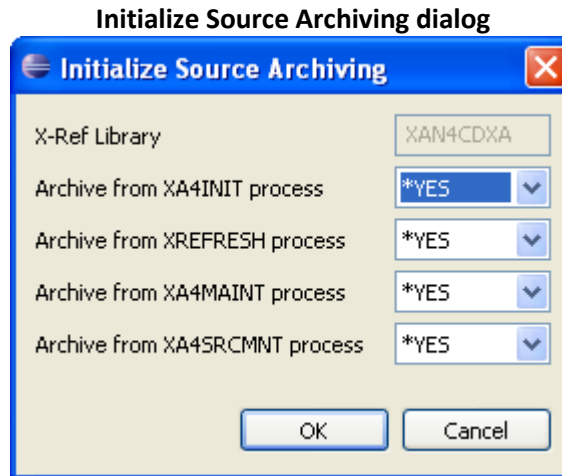 Initialize Source Archiving dialog
Initialize Source Archiving
X-Ref Library XAN4CDXA
Archive from XA4INIT process *YES
Archive from XREFRESH process *YES
Archive from XA4MAINT process *YES
Archive from XA4SRCMNT process *YES
OK Cancel